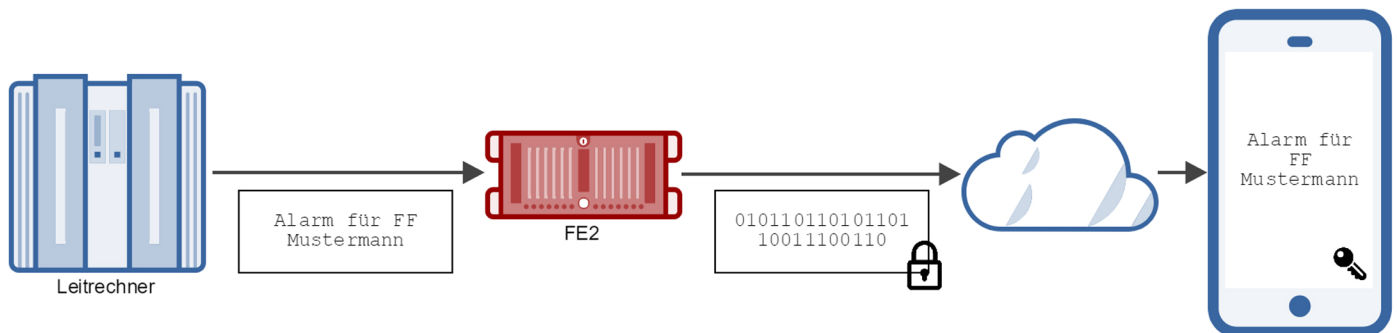 Leitrechner
Alarm für FF
Mustermann
FE2
010110110101101
10011100110
Alarm für
FF
Mustermann